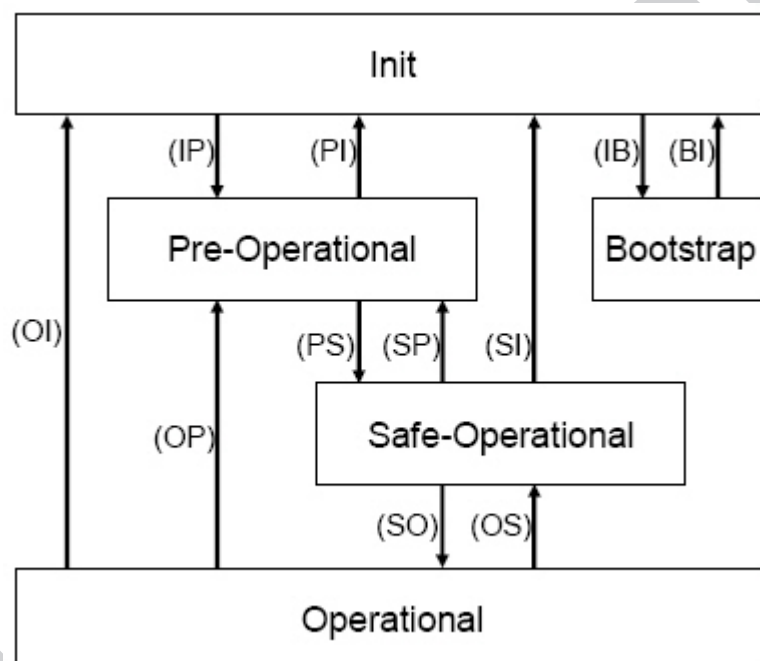 Init
(IP)
(PI)
(IB)
(BI)
Pre-Operational
Bootstrap
(OI)
(PS)
(SP)
(SI)
(OP)
Safe-Operational
(SO)
(OS)
Operational